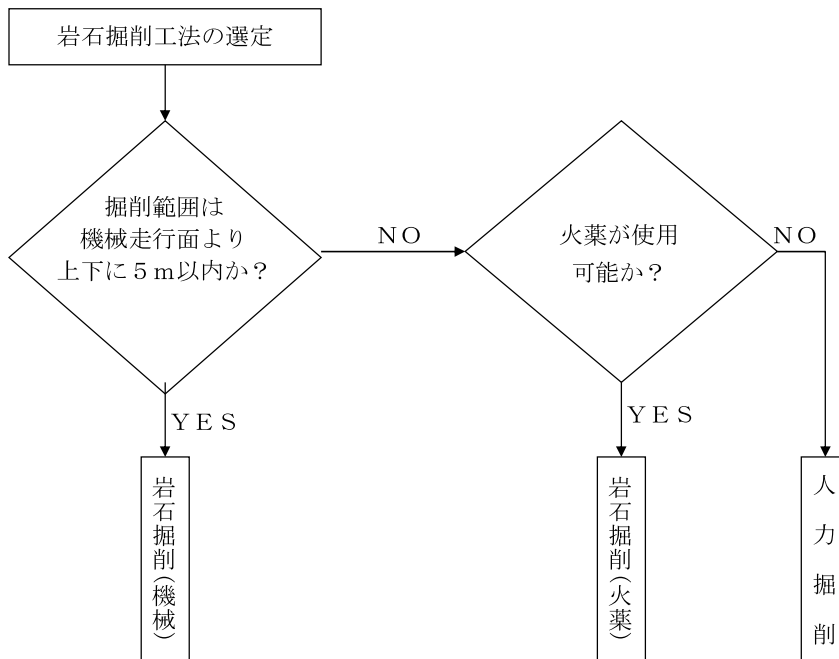 岩石掘削工法の選定
掘削範囲は
機械走行面より
上下に５ｍ以内か？
ＮＯ
火薬が使用
可能か？
ＮＯ
ＹＥＳ
ＹＥＳ
岩石掘削(機械)
岩石掘削(火薬)
人力掘削